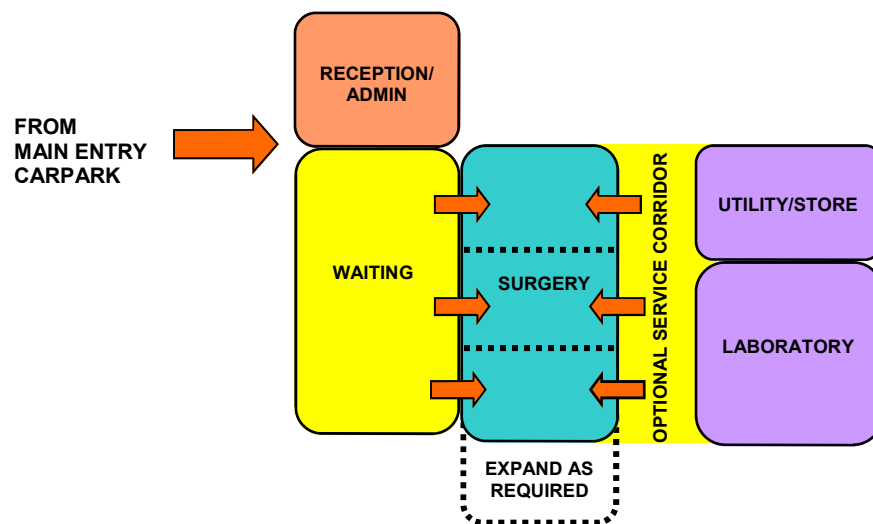 RECEPTION/
ADMIN
FROM
MAIN ENTRY
CARPARK
WAITING
SURGERY
OPTIONAL SERVICE CORRIDOR
UTILITY/STORE
LABORATORY
EXPAND AS
REQUIRED